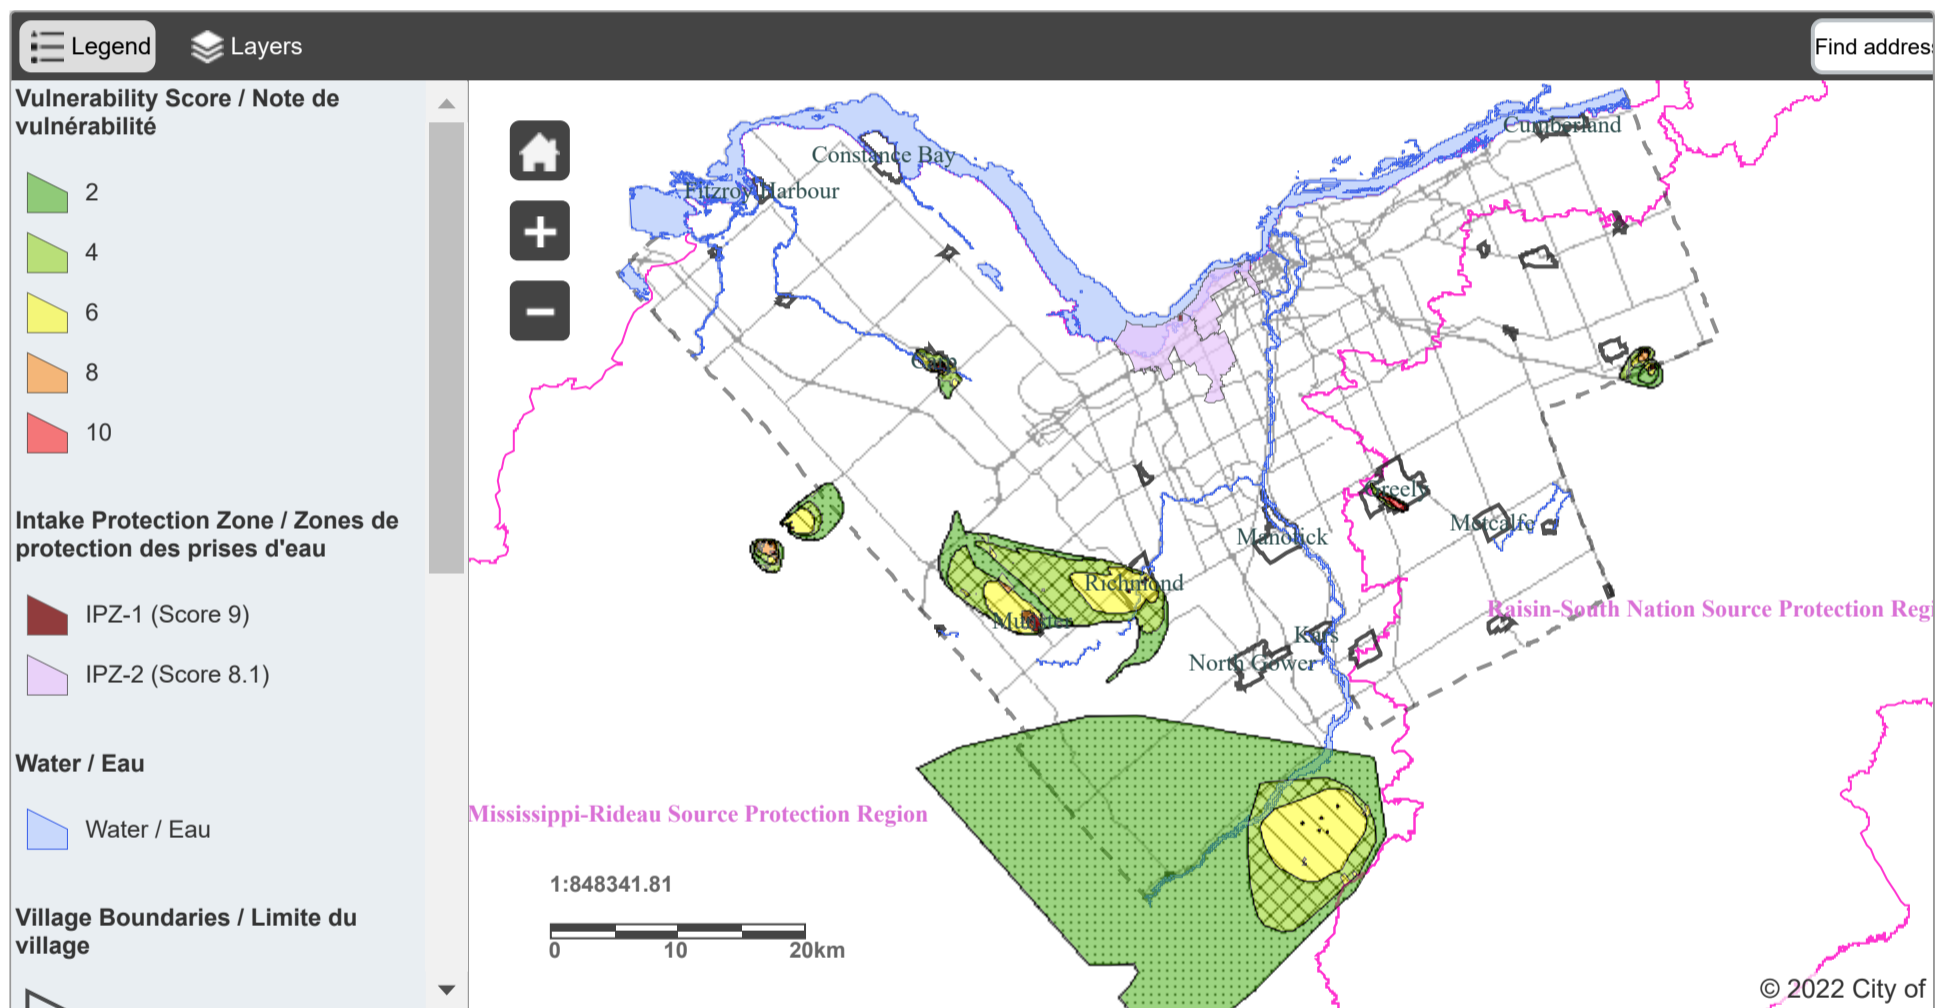 Legend
Layers
Find addres
Vulnerability Score / Note de
vulnérabilité
2
4
6
8
10
Intake Protection Zone / Zones de
protection des prises d'eau
IPZ-1 (Score 9)
IPZ-2 (Score 8.1)
Water / Eau
Water / Eau
Village Boundaries / Limite du
village
Cumberland
Constance Bay
Fitzroy Harbour
Greely
Metcalfe
Manotick
Richmond
Munster
Kars
North Gower
Raisin-South Nation Source Protection Regi
Mississippi-Rideau Source Protection Region
1:848341.81
0 10 20km
© 2022 City of